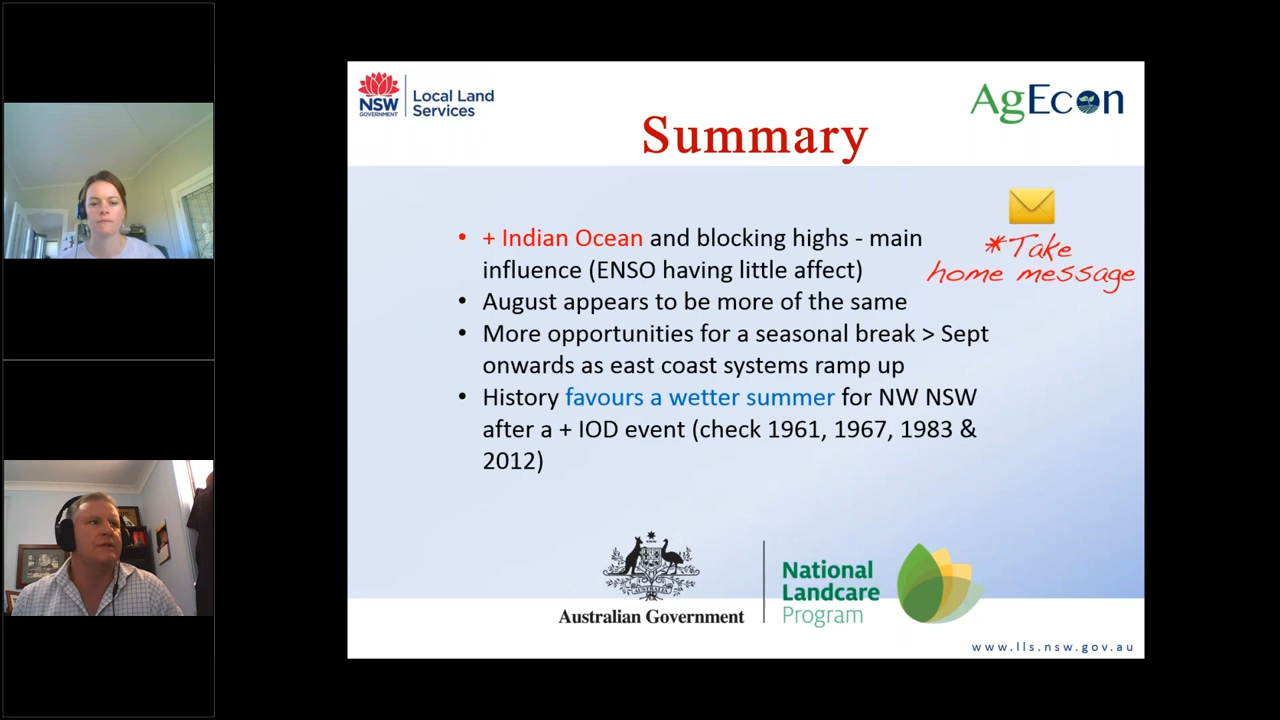 NSW
GOVERNMENT
Local Land
Services
AgEcon
Summary
• + Indian Ocean and blocking highs - main
influence (ENSO having little affect)
• August appears to be more of the same
• More opportunities for a seasonal break > Sept
onwards as east coast systems ramp up
• History favours a wetter summer for NW NSW
after a + IOD event (check 1961, 1967, 1983 &
2012)
*Take
home message
Australian Government
National
Landcare
Program
www.lls.nsw.gov.au